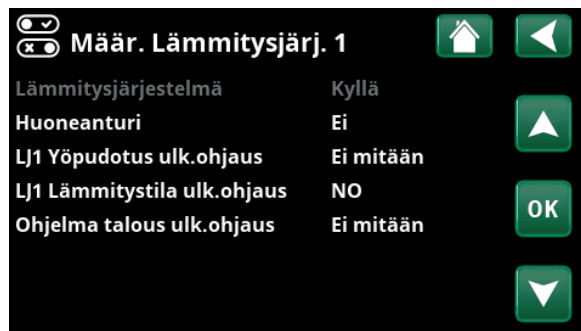 Määr. Lämmitysjärj. 1
Lämmitysjärjestelmä Kyllä
Huoneanturi Ei
LJ1 Yöpudotus ulk.ohjaus Ei mitään
LJ1 Lämmitystila ulk.ohjaus NO
Ohjelma talous ulk.ohjaus Ei mitään
OK